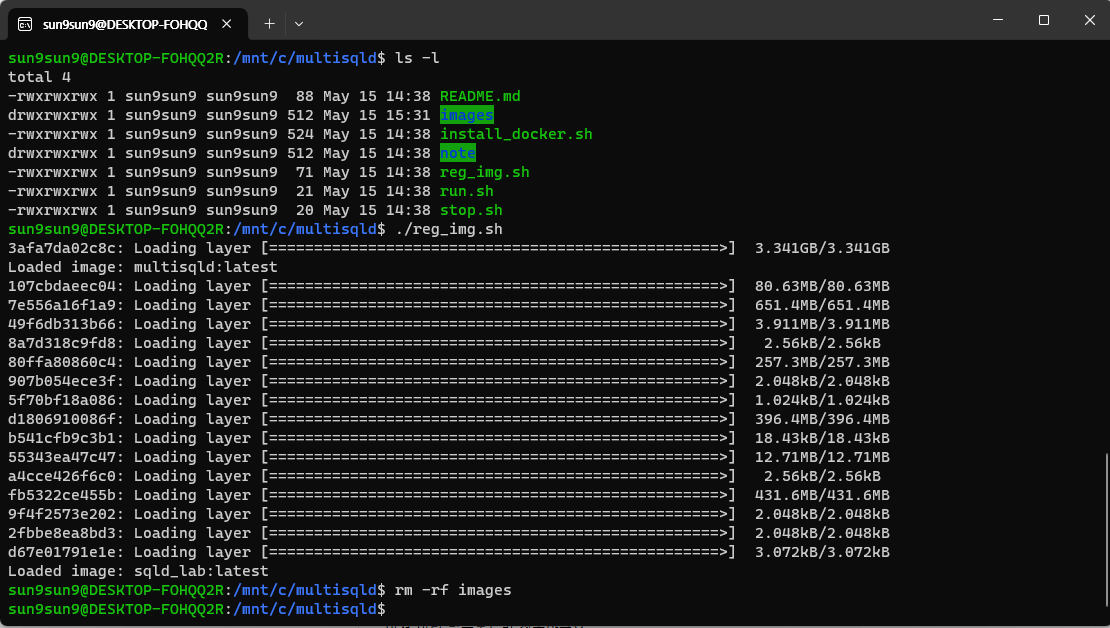 sun9sun9@DESKTOP-FOHQQ
sun9sun9@DESKTOP-FOHQQ2R:/mnt/c/multisqld$ ls -l
total 4
-rwxrwxrwx 1 sun9sun9 sun9sun9  88 May 15 14:38 README.md
drwxrwxrwx 1 sun9sun9 sun9sun9 512 May 15 15:31 images
-rwxrwxrwx 1 sun9sun9 sun9sun9 524 May 15 14:38 install_docker.sh
drwxrwxrwx 1 sun9sun9 sun9sun9 512 May 15 14:38 note
-rwxrwxrwx 1 sun9sun9 sun9sun9  71 May 15 14:38 reg_img.sh
-rwxrwxrwx 1 sun9sun9 sun9sun9  21 May 15 14:38 run.sh
-rwxrwxrwx 1 sun9sun9 sun9sun9  20 May 15 14:38 stop.sh
sun9sun9@DESKTOP-FOHQQ2R:/mnt/c/multisqld$ ./reg_img.sh
3afa7da02c8c: Loading layer [==================================================>]  3.341GB/3.341GB
Loaded image: multisqld:latest
107cbdaeec04: Loading layer [==================================================>]  80.63MB/80.63MB
7e556a16f1a9: Loading layer [==================================================>]  651.4MB/651.4MB
49f6db313b66: Loading layer [==================================================>]  3.911MB/3.911MB
8a7d318c9fd8: Loading layer [==================================================>]   2.56kB/2.56kB
80ffa80860c4: Loading layer [==================================================>]  257.3MB/257.3MB
907b054ece3f: Loading layer [==================================================>]  2.048kB/2.048kB
5f70bf18a086: Loading layer [==================================================>]  1.024kB/1.024kB
d1806910086f: Loading layer [==================================================>]  396.4MB/396.4MB
b541cfb9c3b1: Loading layer [==================================================>]  18.43kB/18.43kB
55343ea47c47: Loading layer [==================================================>]  12.71MB/12.71MB
a4cce426f6c0: Loading layer [==================================================>]   2.56kB/2.56kB
fb5322ce455b: Loading layer [==================================================>]  431.6MB/431.6MB
9f4f2573e202: Loading layer [==================================================>]  2.048kB/2.048kB
2fbbe8ea8bd3: Loading layer [==================================================>]  2.048kB/2.048kB
d67e01791e1e: Loading layer [==================================================>]  3.072kB/3.072kB
Loaded image: sqld_lab:latest
sun9sun9@DESKTOP-FOHQQ2R:/mnt/c/multisqld$ rm -rf images
sun9sun9@DESKTOP-FOHQQ2R:/mnt/c/multisqld$